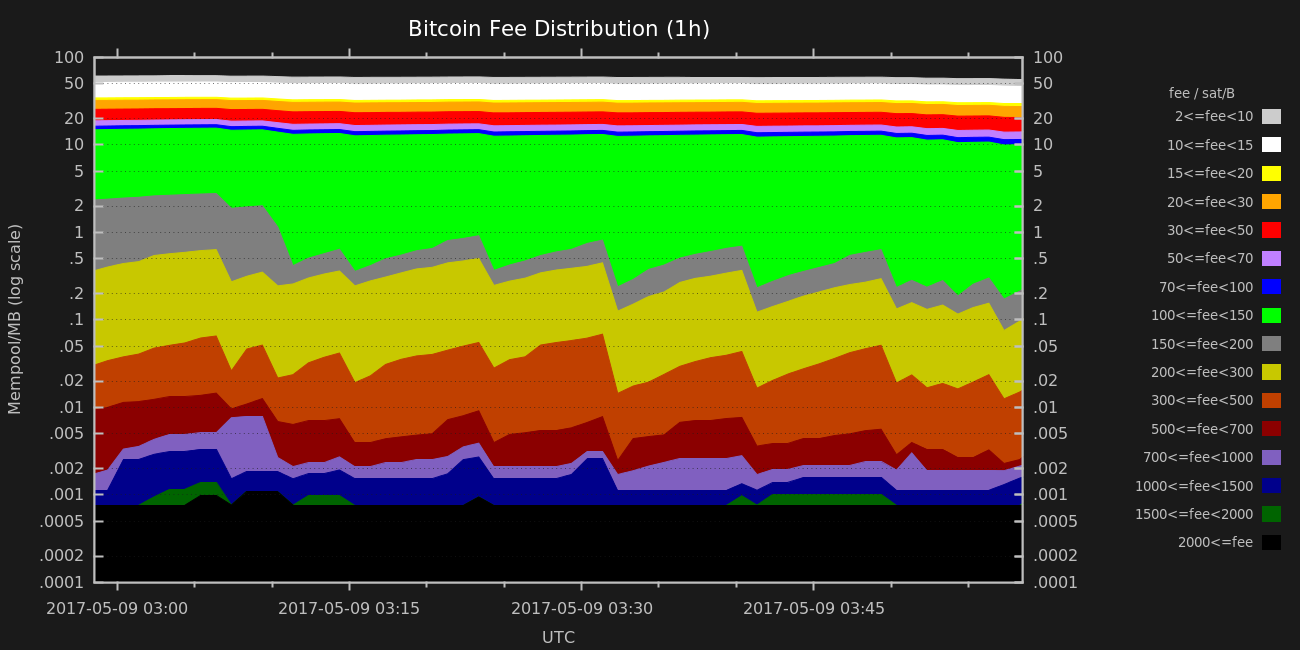 Bitcoin Fee Distribution (1h)
Mempool/MB (log scale)
100
50
20
10
5
2
1
.5
.2
.1
.05
.02
.01
.005
.002
.001
.0005
.0002
.0001
100
50
20
10
5
2
1
.5
.2
.1
.05
.02
.01
.005
.002
.001
.0005
.0002
.0001
2017-05-09 03:00
2017-05-09 03:15
2017-05-09 03:30
2017-05-09 03:45
UTC
fee / sat/B
2<=fee<10
10<=fee<15
15<=fee<20
20<=fee<30
30<=fee<50
50<=fee<70
70<=fee<100
100<=fee<150
150<=fee<200
200<=fee<300
300<=fee<500
500<=fee<700
700<=fee<1000
1000<=fee<1500
1500<=fee<2000
2000<=fee